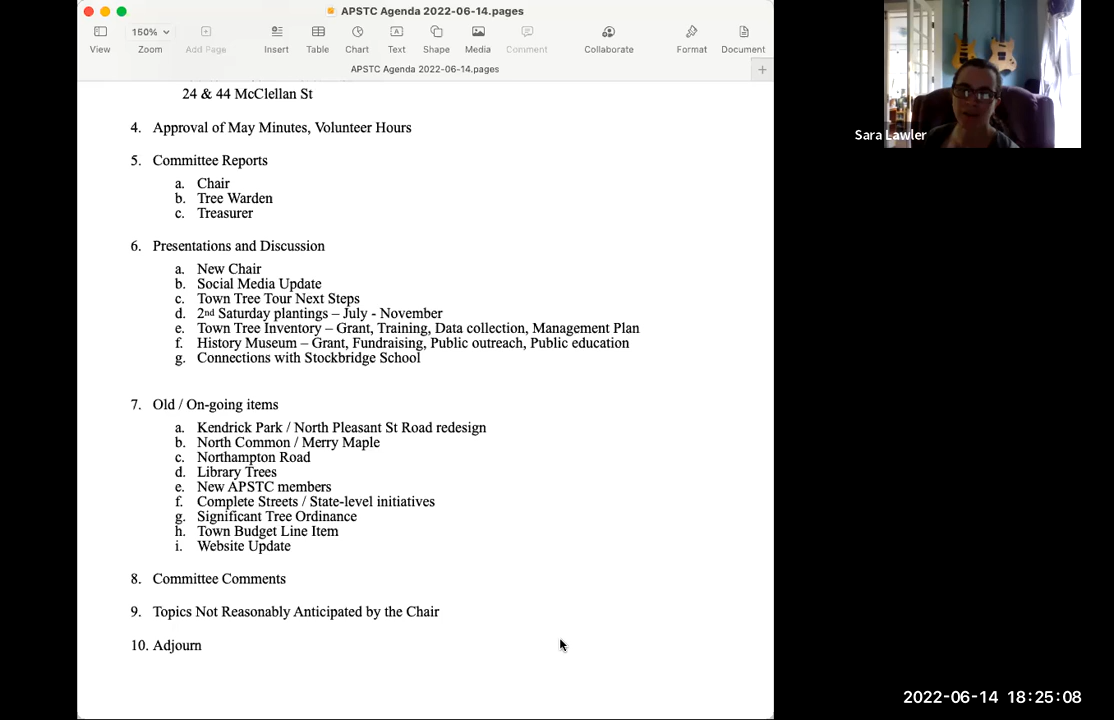 APSTC Agenda 2022-06-14.pages
150%
View Zoom Add Page Insert Table Chart Text Shape Media Comment Collaborate Format Document
APSTC Agenda 2022-06-14.pages
24 & 44 McClellan St
4. Approval of May Minutes, Volunteer Hours
5. Committee Reports
a. Chair
b. Tree Warden
c. Treasurer
6. Presentations and Discussion
a. New Chair
b. Social Media Update
c. Town Tree Tour Next Steps
d. 2nd Saturday plantings – July - November
e. Town Tree Inventory – Grant, Training, Data collection, Management Plan
f. History Museum – Grant, Fundraising, Public outreach, Public education
g. Connections with Stockbridge School
7. Old / On-going items
a. Kendrick Park / North Pleasant St Road redesign
b. North Common / Merry Maple
c. Northampton Road
d. Library Trees
e. New APSTC members
f. Complete Streets / State-level initiatives
g. Significant Tree Ordinance
h. Town Budget Line Item
i. Website Update
8. Committee Comments
9. Topics Not Reasonably Anticipated by the Chair
10. Adjourn
Sara Lawler
2022-06-14 18:25:08